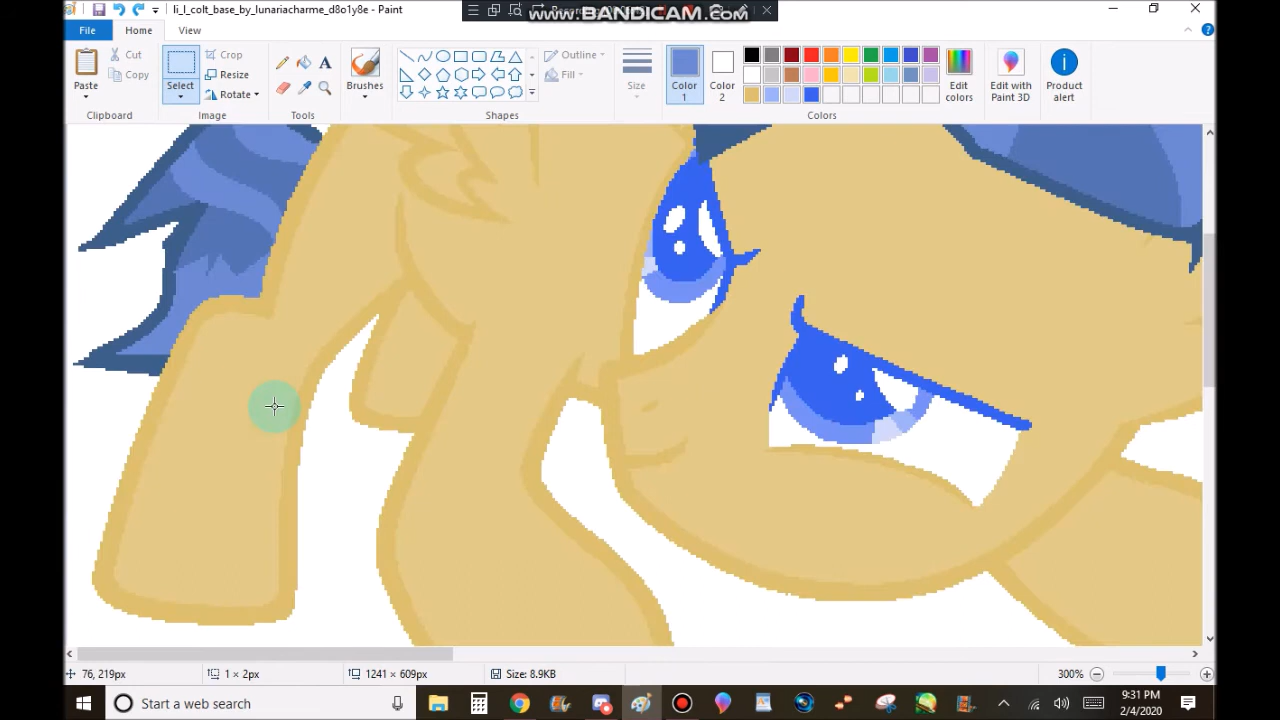 li_l_colt_base_by_lunariacharme_d8o1y8e - Paint
www.BANDICAM.com
File Home View
Cut
Copy
Paste
Clipboard
Select
Crop
Resize
Rotate
Image
A
Tools
Brushes
Outline
Fill
Shapes
Size
Color 1
Color 2
Edit colors
Edit with Paint 3D
Product alert
Colors
76, 219px
1 × 2px
1241 × 609px
Size: 8.9KB
300%
Start a web search
9:31 PM
2/4/2020